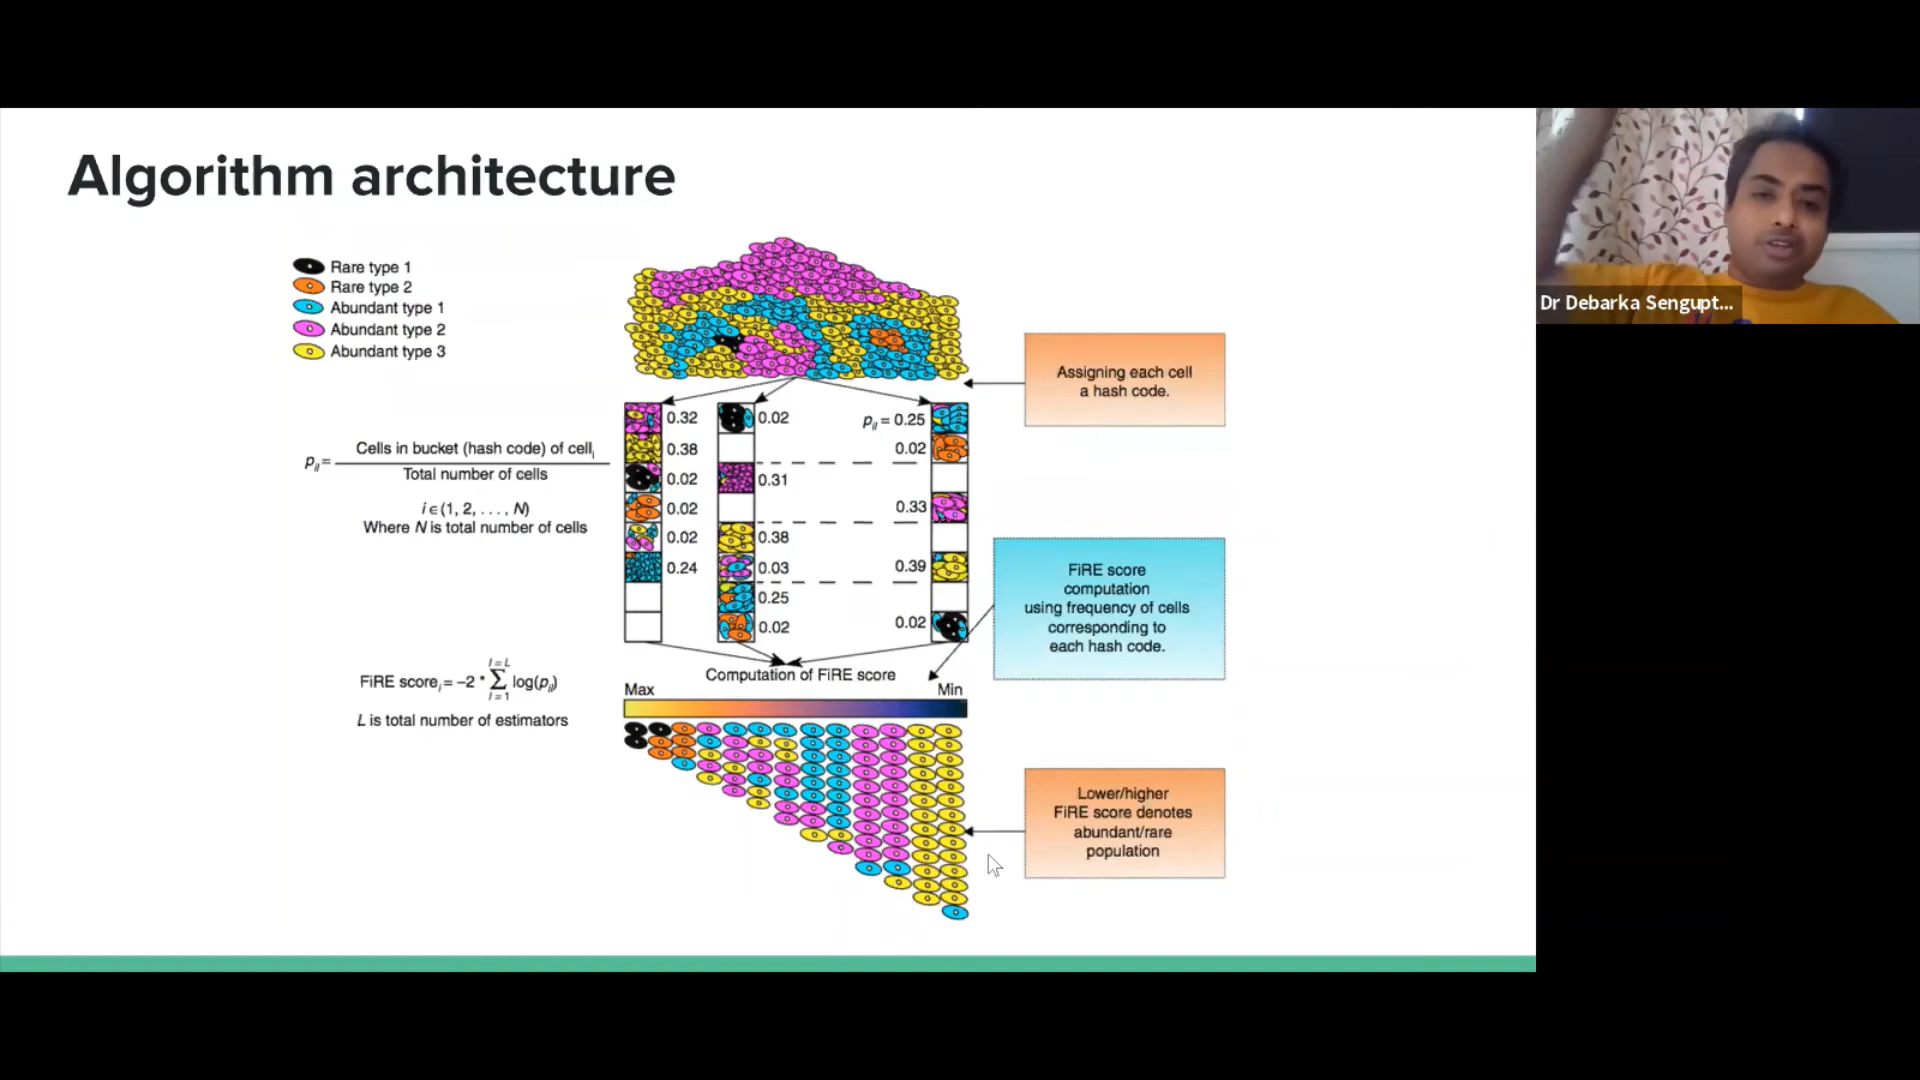 Algorithm architecture
Rare type 1
Rare type 2
Abundant type 1
Abundant type 2
Abundant type 3
Assigning each cell
a hash code.
0.32
0.38
0.02
0.02
0.02
0.24
0.02
0.31
0.38
0.03
0.25
0.02
p_il = 0.25
0.02
0.33
0.39
0.02
p_il = Cells in bucket (hash code) of cell_i
Total number of cells
i ∈ (1, 2, . . . , N)
Where N is total number of cells
FiRE score
computation
using frequency of cells
corresponding to
each hash code.
Computation of FiRE score
Max
Min
FiRE score_i = −2 * ∑ l = 1 l = L log(p_il)
L is total number of estimators
Lower/higher
FiRE score denotes
abundant/rare
population
Dr Debarka Sengupt...